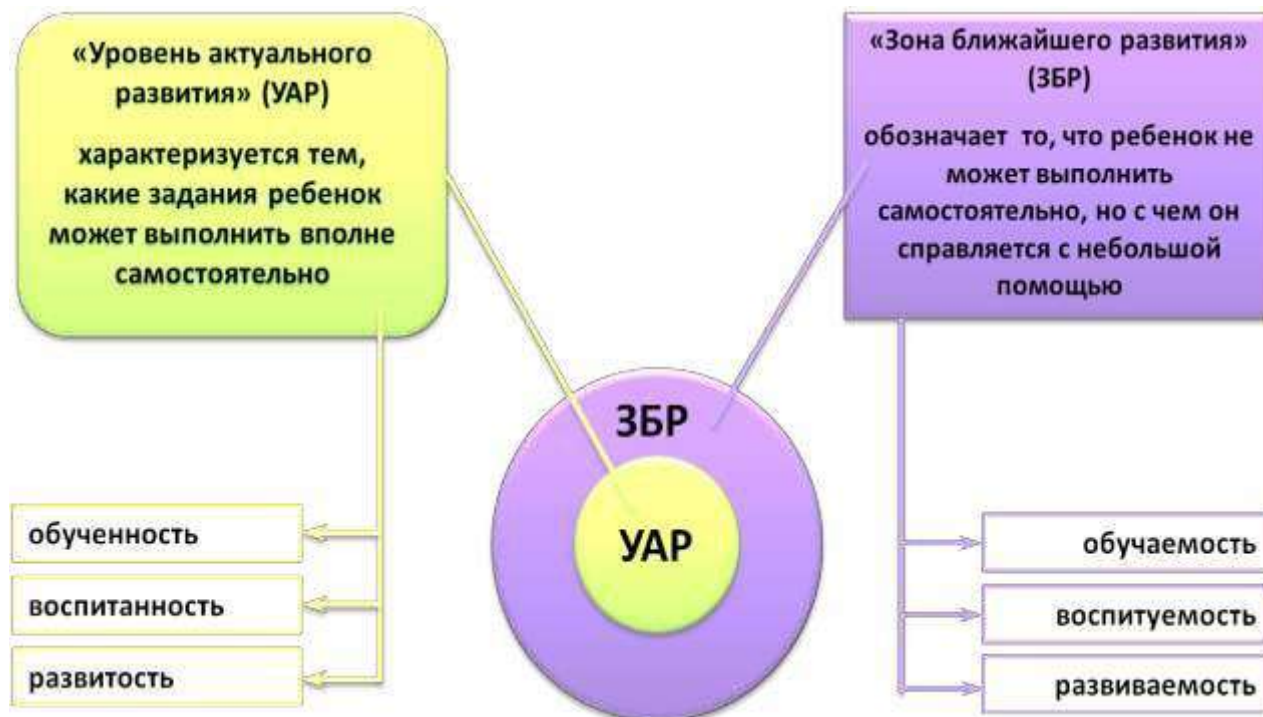 «Уровень актуального
развития» (УАР)
характеризуется тем,
какие задания ребенок
может выполнить вполне
самостоятельно
«Зона ближайшего развития»
(ЗБР)
обозначает то, что ребенок не
может выполнить
самостоятельно, но с чем он
справляется с небольшой
помощью
ЗБР
УАР
обученность
воспитанность
развитость
обучаемость
воспитуемость
развиваемость